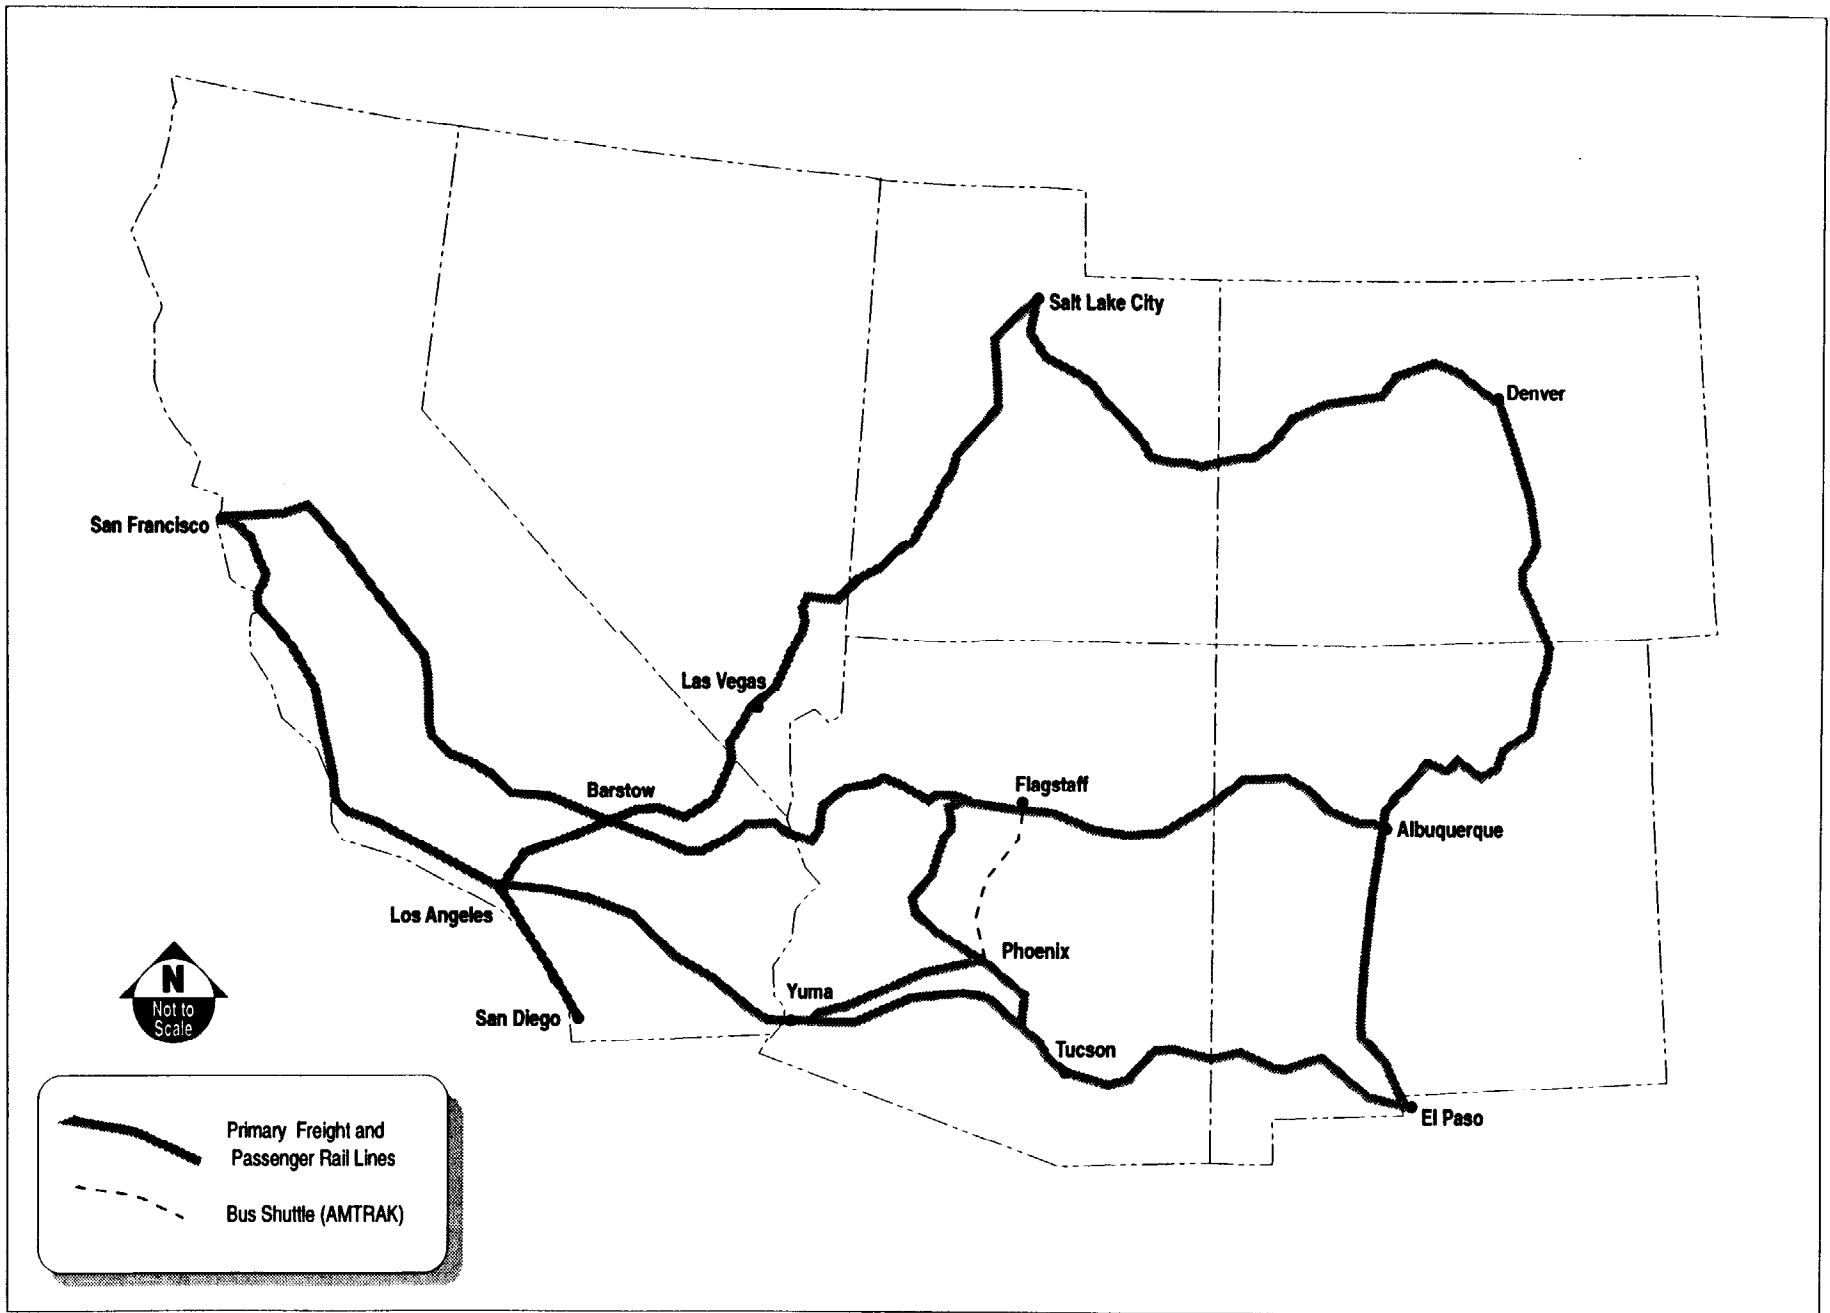 Salt Lake City
Denver
San Francisco
Las Vegas
Barstow
Flagstaff
Albuquerque
Los Angeles
Phoenix
Yuma
San Diego
Tucson
El Paso
N
Not to
Scale
Primary Freight and
Passenger Rail Lines
Bus Shuttle (AMTRAK)